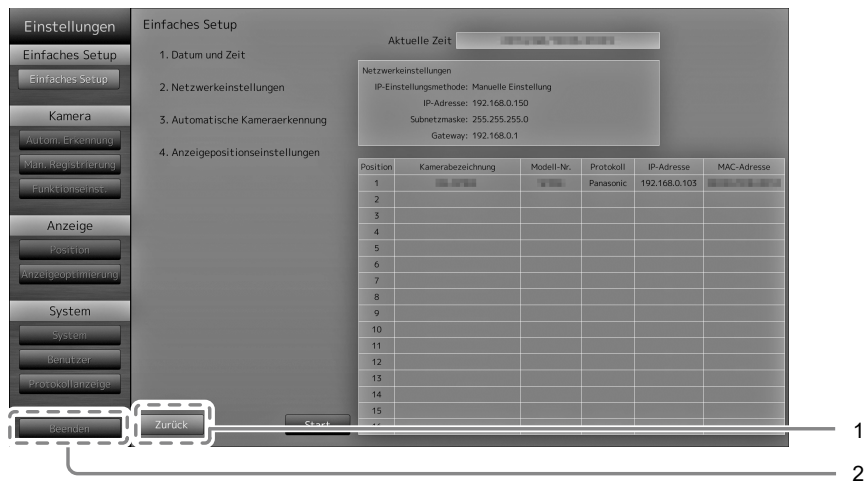 Einstellungen
Einfaches Setup
Einfaches Setup
Kamera
Autom. Erkennung
Man. Registrierung
Funktionseinst.
Anzeige
Position
Anzeigeoptimierung
System
System
Benutzer
Protokollanzeige
Beenden
Einfaches Setup
1. Datum und Zeit
2. Netzwerkeinstellungen
3. Automatische Kameraerkennung
4. Anzeigepositionseinstellungen
Zurück
Start
Aktuelle Zeit
Netzwerkeinstellungen
IP-Einstellungsmethode: Manuelle Einstellung
IP-Adresse: 192.168.0.150
Subnetzmaske: 255.255.255.0
Gateway: 192.168.0.1
Position Kamerabezeichnung Modell-Nr. Protokoll IP-Adresse MAC-Adresse
1 Panasonic 192.168.0.103
2
3
4
5
6
7
8
9
10
11
12
13
14
15
1
2